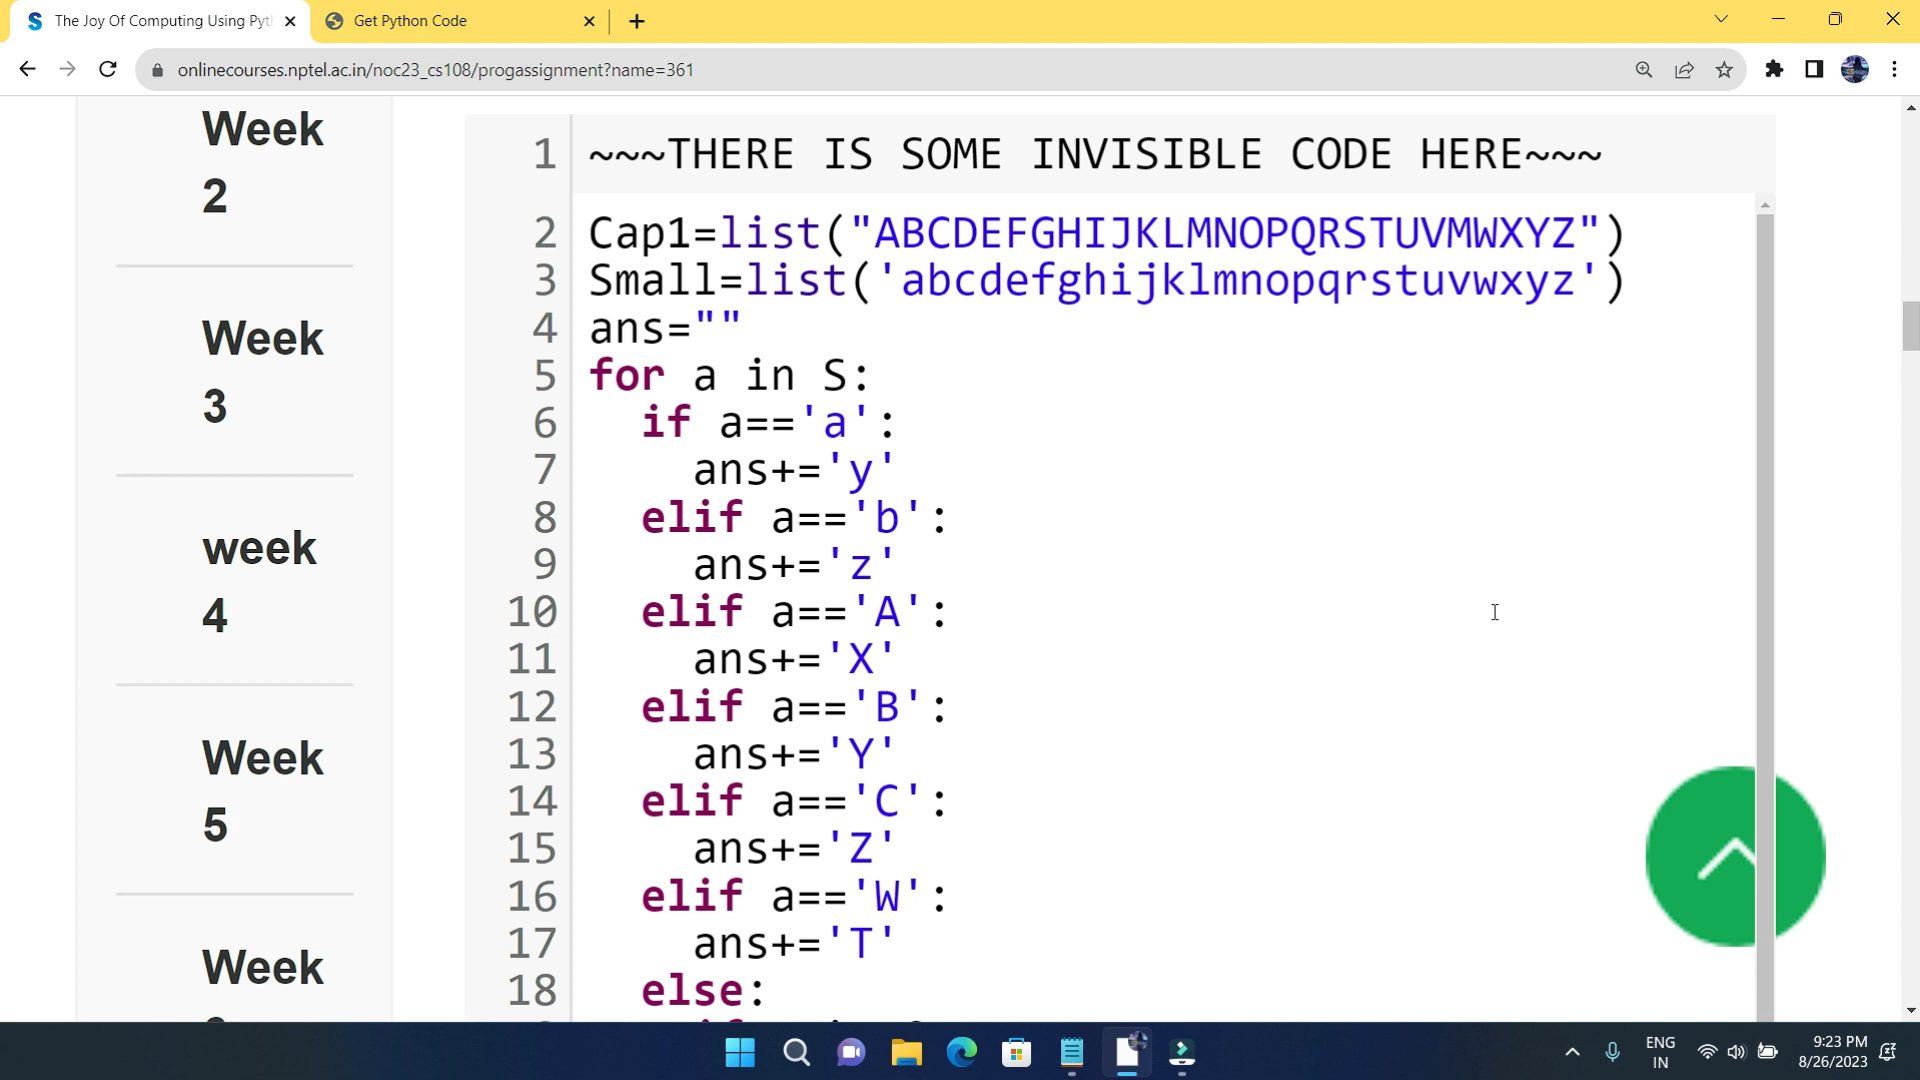 The Joy Of Computing Using Pyt
Get Python Code
onlinecourses.nptel.ac.in/noc23_cs108/progassignment?name=361
Week
2
Week
3
week
4
Week
5
Week
1 ~~~THERE IS SOME INVISIBLE CODE HERE~~~
2 Cap1=list("ABCDEFGHIJKLMNOPQRSTUVMWXYZ")
3 Small=list('abcdefghijklmnopqrstuvwxyz')
4 ans=""
5 for a in S:
6 if a=='a':
7 ans+='y'
8 elif a=='b':
9 ans+='z'
10 elif a=='A':
11 ans+='X'
12 elif a=='B':
13 ans+='Y'
14 elif a=='C':
15 ans+='Z'
16 elif a=='W':
17 ans+='T'
18 else:
ENG
IN
9:23 PM
8/26/2023